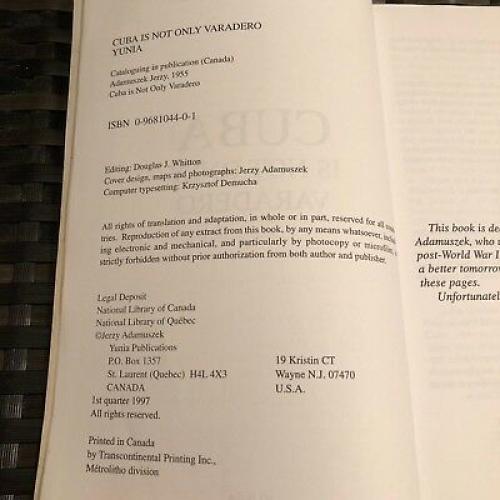 CUBA IS NOT ONLY VARADERO
YUNIA
Cataloguing in publication (Canada)
Adamuszek Jerzy, 1955
Cuba is Not Only Varadero
ISBN 0-9681044-0-1
Editing: Douglas J. Whitton
Cover design, maps and photographs: Jerzy Adamuszek
Computer typesetting: Krzysztof Demucha
All rights of translation and adaptation, in whole or in part, reserved for all
tries. Reproduction of any extract from this book, by any means whatsoever,
ing electronic and mechanical, and particularly by photocopy or microfilm,
strictly forbidden without prior authorization from both author and publisher.
Legal Deposit
National Library of Canada
National Library of Québec
©Jerzy Adamuszek
Yunia Publications
P.O. Box 1357
St. Laurent (Quebec) H4L 4X3
CANADA
19 Kristin CT
Wayne N.J. 07470
U.S.A.
1st quarter 1997
All rights reserved.
Printed in Canada
by Transcontinental Printing Inc.,
Métrolitho division
This book is de
Adamuszek, who
post-World War
a better tomorrow
these pages.
Unfortunatel
CUBA
IS
VARADERO